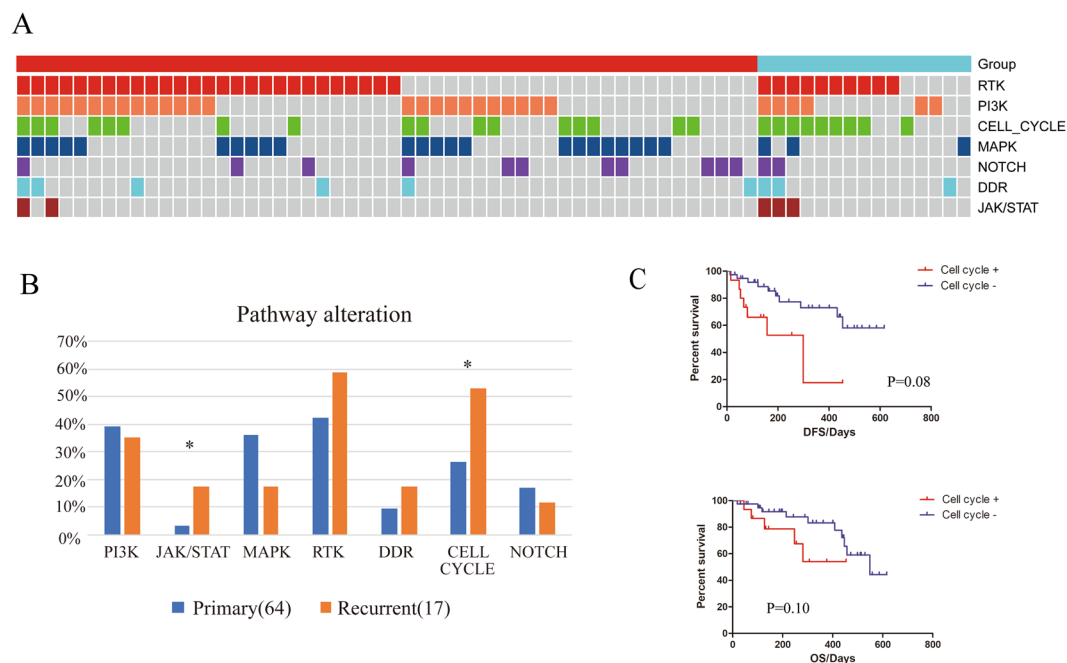 A
Group
RTK
PI3K
CELL_CYCLE
MAPK
NOTCH
DDR
JAK/STAT
B
Pathway alteration
70%
60%
50%
40%
30%
20%
10%
0%
*
*
PI3K JAK/STAT MAPK RTK DDR CELL CYCLE NOTCH
Primary(64) Recurrent(17)
C
Cell cycle +
Cell cycle -
Percent survival
100
80
60
40
20
0
0 200 400 600 800
DFS/Days
P=0.08
Cell cycle +
Cell cycle -
Percent survival
100
80
60
40
20
0
0 200 400 600 800
OS/Days
P=0.10